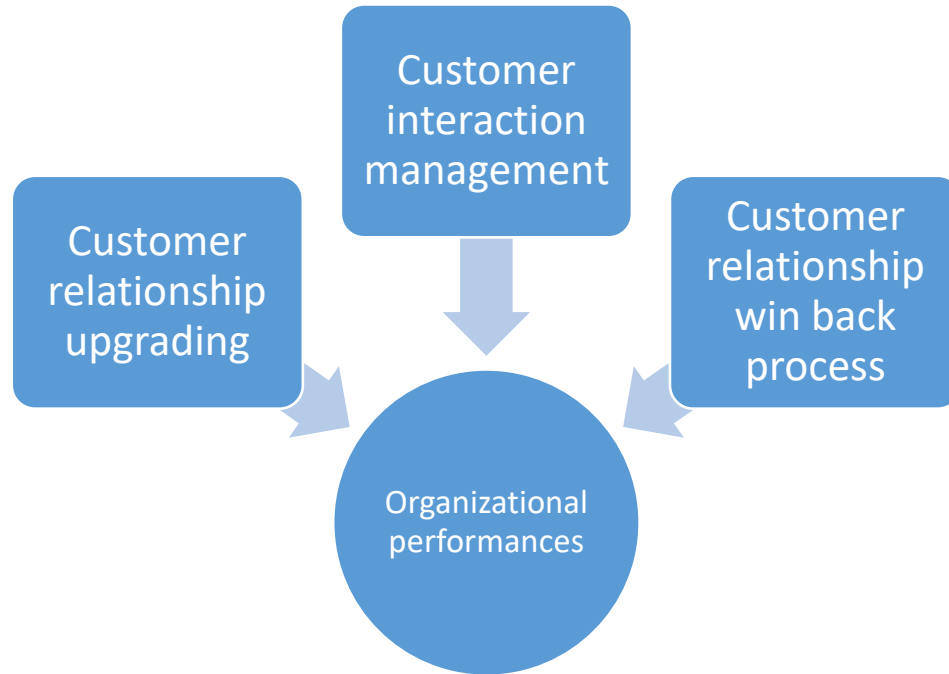 Customer
interaction
management
Customer
relationship
upgrading
Customer
relationship
win back
process
Organizational
performances